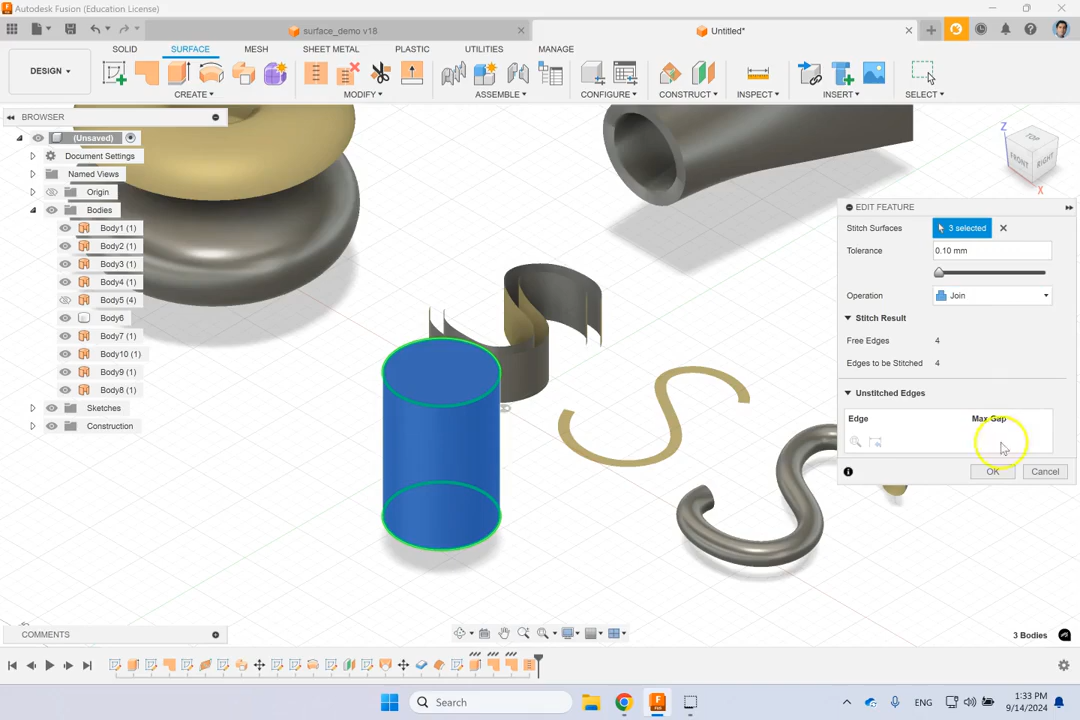 Autodesk Fusion (Education License)
surface_demo v18
Untitled*
SOLID SURFACE MESH SHEET METAL PLASTIC UTILITIES MANAGE
DESIGN ▾
CREATE ▾ MODIFY ▾ ASSEMBLE ▾ CONFIGURE ▾ CONSTRUCT ▾ INSPECT ▾ INSERT ▾ SELECT ▾
BROWSER
(Unsaved)
Document Settings
Named Views
Origin
Bodies
Body1 (1)
Body2 (1)
Body3 (1)
Body4 (1)
Body5 (4)
Body6
Body7 (1)
Body10 (1)
Body9 (1)
Body8 (1)
Sketches
Construction
Z
TOP
FRONT
RIGHT
X
EDIT FEATURE
Stitch Surfaces 3 selected
Tolerance 0.10 mm
Operation Join
Stitch Result
Free Edges 4
Edges to be Stitched 4
Unstitched Edges
Edge Max Gap
OK Cancel
COMMENTS
3 Bodies
Search
ENG
1:33 PM
9/14/2024